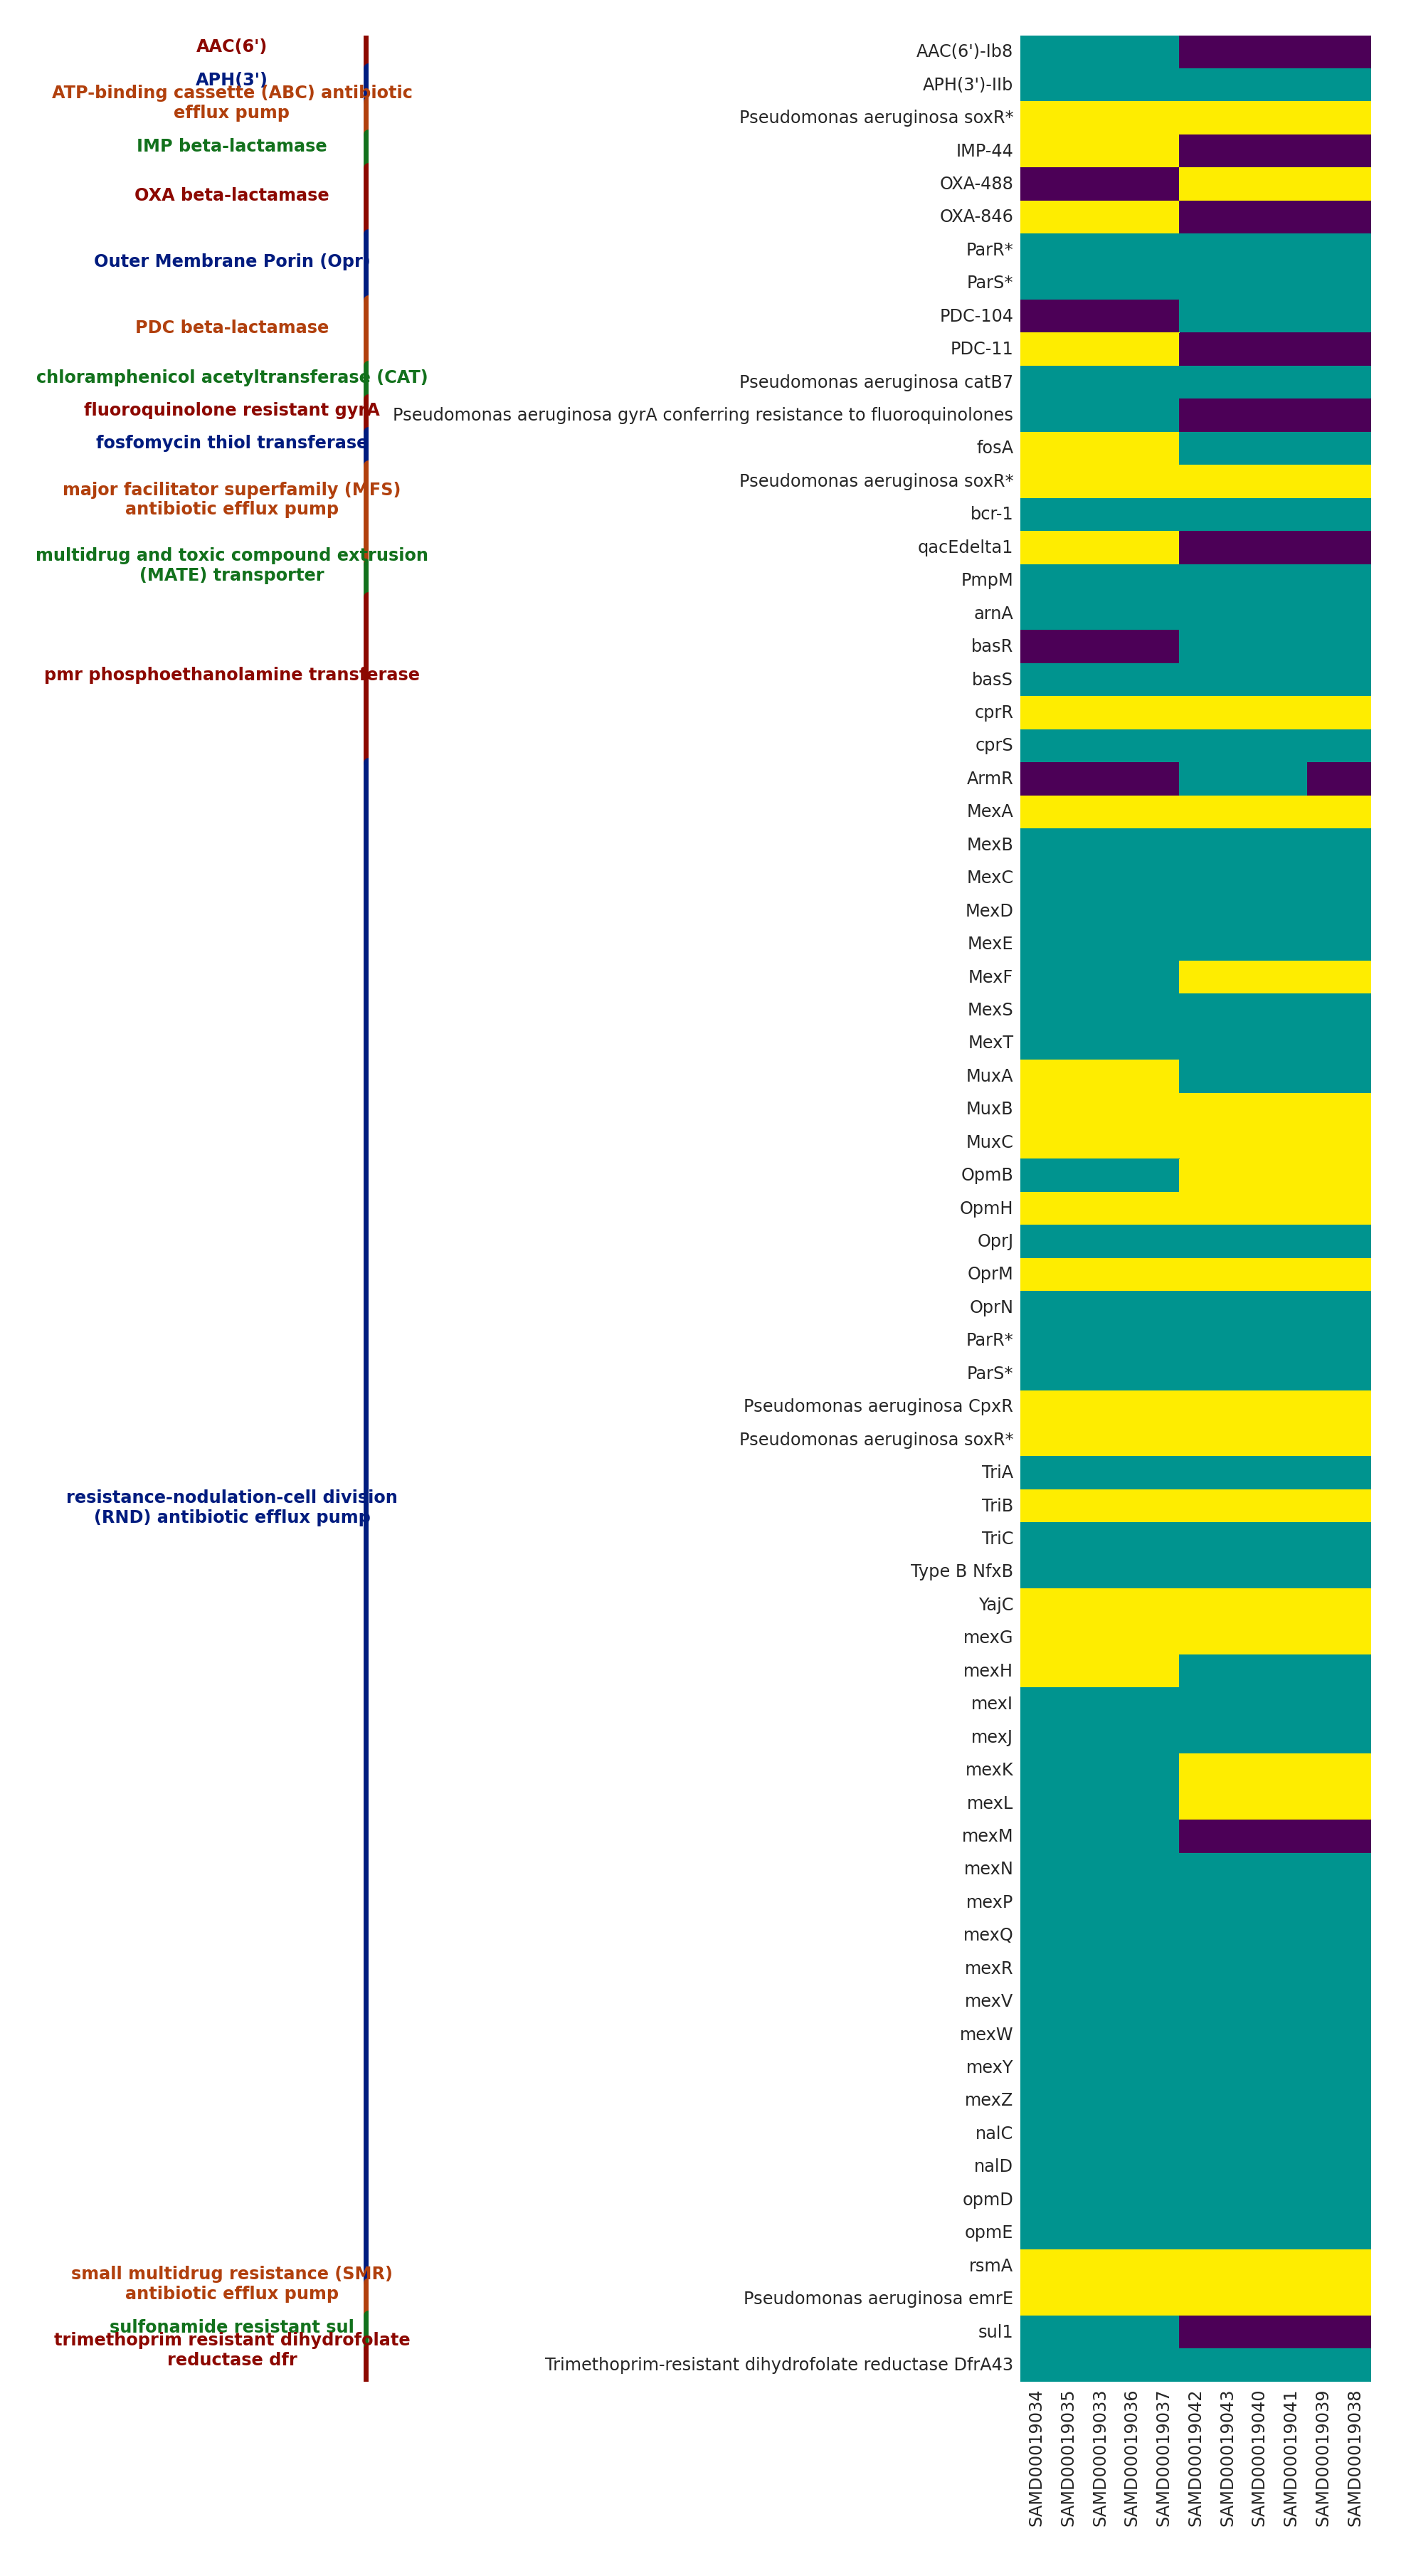 AAC(6')
APH(3')
ATP-binding cassette (ABC) antibiotic
efflux pump
IMP beta-lactamase
OXA beta-lactamase
Outer Membrane Porin (Opr)
PDC beta-lactamase
chloramphenicol acetyltransferase (CAT)
fluoroquinolone resistant gyrA
fosfomycin thiol transferase
major facilitator superfamily (MFS)
antibiotic efflux pump
multidrug and toxic compound extrusion
(MATE) transporter
pmr phosphoethanolamine transferase
resistance-nodulation-cell division
(RND) antibiotic efflux pump
small multidrug resistance (SMR)
antibiotic efflux pump
sulfonamide resistant sul
trimethoprim resistant dihydrofolate
reductase dfr
AAC(6')-Ib8
APH(3')-IIb
Pseudomonas aeruginosa soxR*
IMP-44
OXA-488
OXA-846
ParR*
ParS*
PDC-104
PDC-11
Pseudomonas aeruginosa catB7
Pseudomonas aeruginosa gyrA conferring resistance to fluoroquinolones
fosA
Pseudomonas aeruginosa soxR*
bcr-1
qacEdelta1
PmpM
arnA
basR
basS
cprR
cprS
ArmR
MexA
MexB
MexC
MexD
MexE
MexF
MexS
MexT
MuxA
MuxB
MuxC
OpmB
OpmH
OprJ
OprM
OprN
ParR*
ParS*
Pseudomonas aeruginosa CpxR
Pseudomonas aeruginosa soxR*
TriA
TriB
TriC
Type B NfxB
YajC
mexG
mexH
mexI
mexJ
mexK
mexL
mexM
mexN
mexP
mexQ
mexR
mexV
mexW
mexY
mexZ
nalC
nalD
opmD
opmE
rsmA
Pseudomonas aeruginosa emrE
sul1
Trimethoprim-resistant dihydrofolate reductase DfrA43
SAMD00019034
SAMD00019035
SAMD00019033
SAMD00019036
SAMD00019037
SAMD00019042
SAMD00019043
SAMD00019040
SAMD00019041
SAMD00019039
SAMD00019038